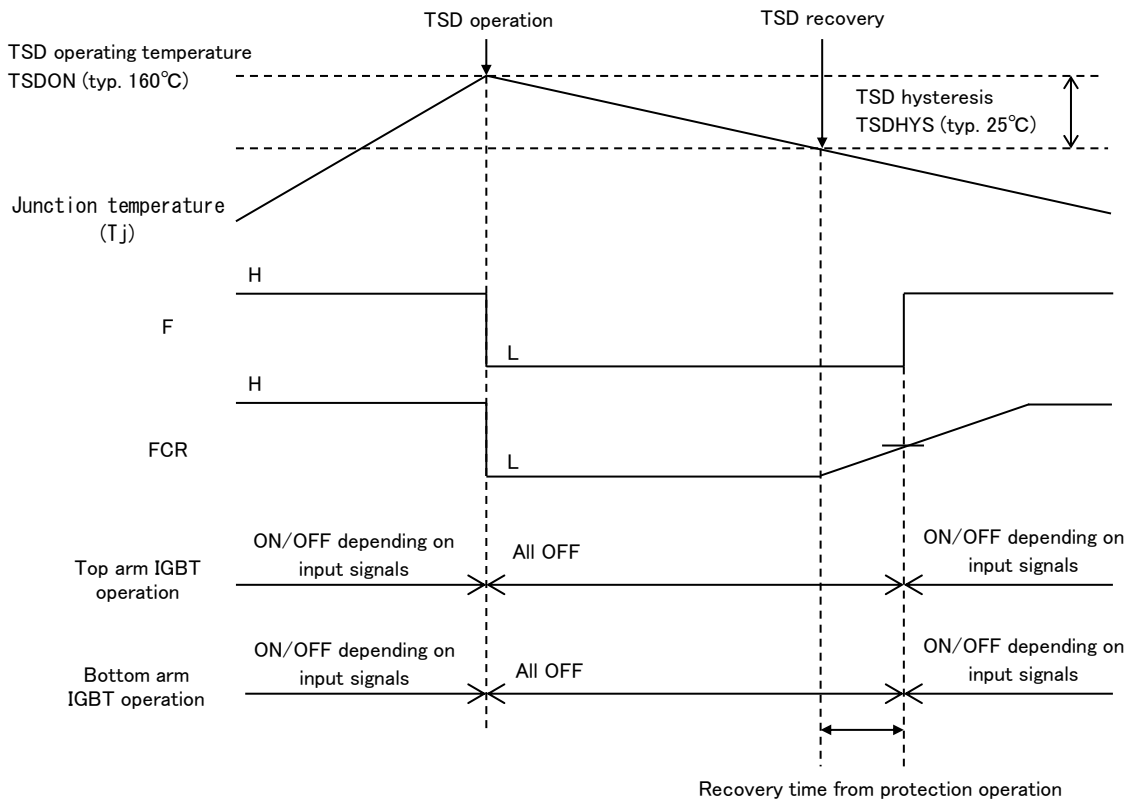 TSD operation
TSD recovery
TSD operating temperature
TSDON (typ. 160℃)
TSD hysteresis
TSDHYS (typ. 25℃)
Junction temperature
(Tj)
H
F
L
H
FCR
L
ON/OFF depending on
input signals
All OFF
ON/OFF depending on
input signals
Top arm IGBT
operation
ON/OFF depending on
input signals
All OFF
ON/OFF depending on
input signals
Bottom arm
IGBT operation
Recovery time from protection operation